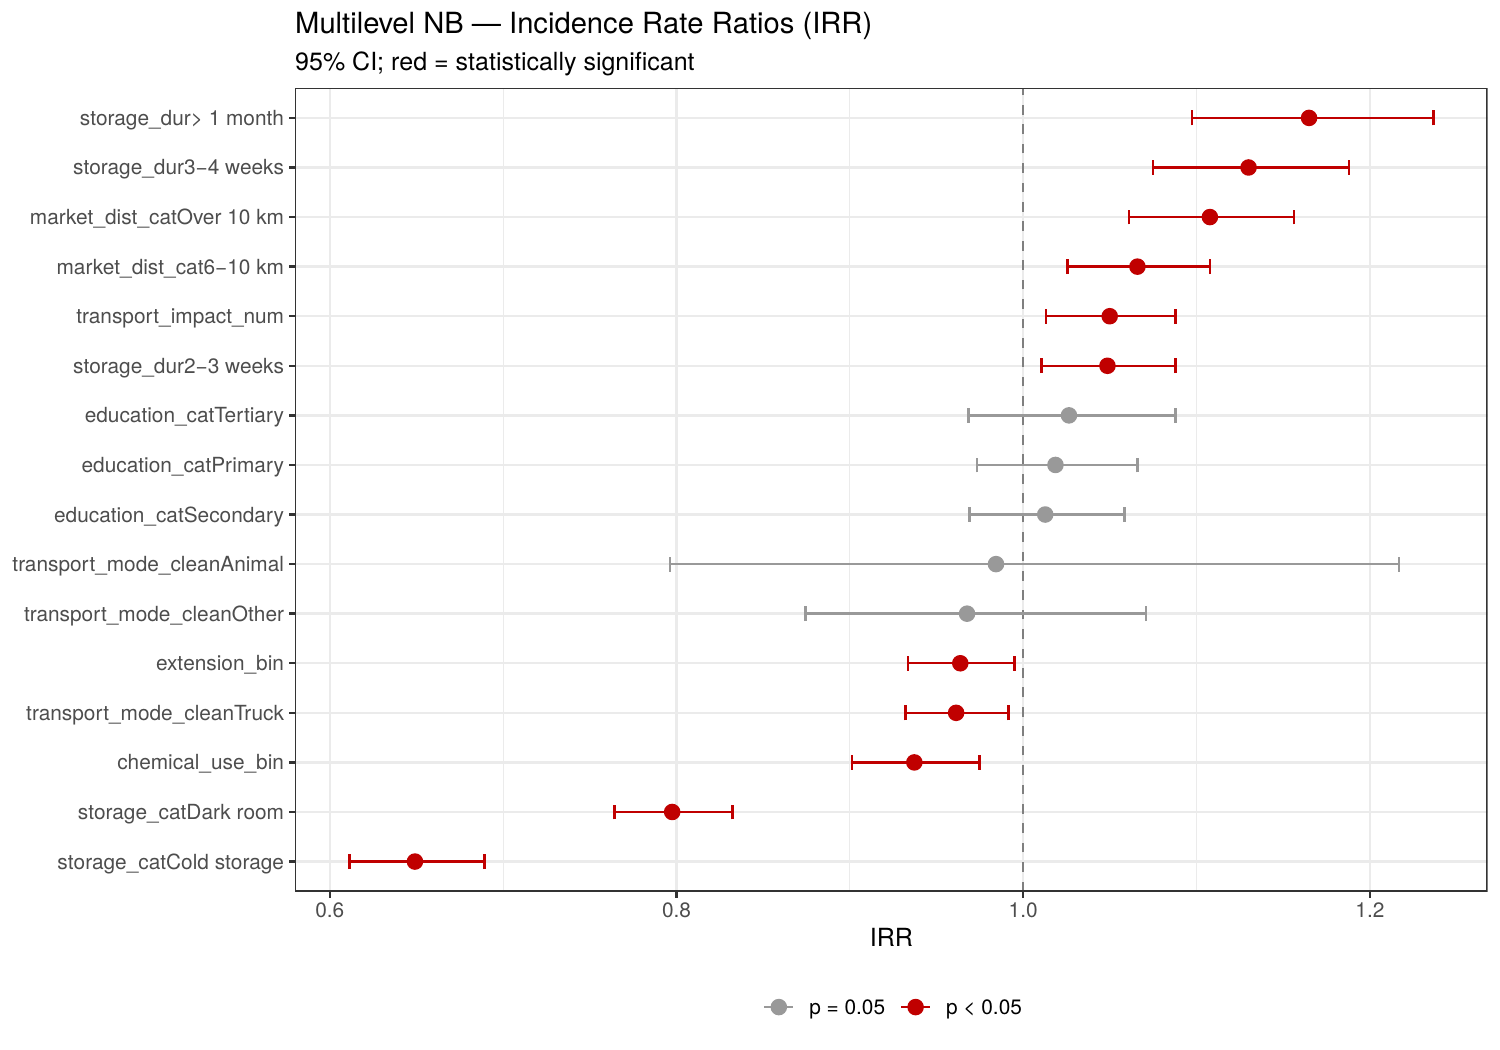 Multilevel NB — Incidence Rate Ratios (IRR)
95% CI; red = statistically significant
storage_dur> 1 month
storage_dur3−4 weeks
market_dist_catOver 10 km
market_dist_cat6−10 km
transport_impact_num
storage_dur2−3 weeks
education_catTertiary
education_catPrimary
education_catSecondary
transport_mode_cleanAnimal
transport_mode_cleanOther
extension_bin
transport_mode_cleanTruck
chemical_use_bin
storage_catDark room
storage_catCold storage
0.6 0.8 1.0 1.2
IRR
p = 0.05 p < 0.05